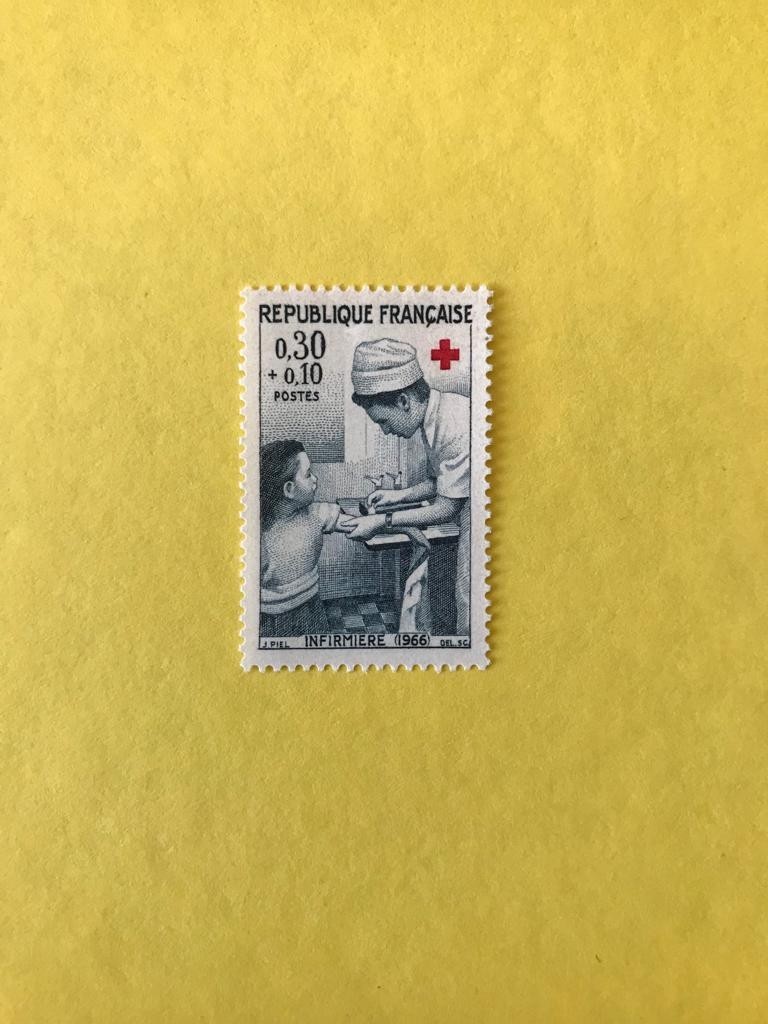 REPUBLIQUE FRANÇAISE
0,30
+ 0,10
POSTES
J. PIEL INFIRMIERE (1966) DEL. SC.